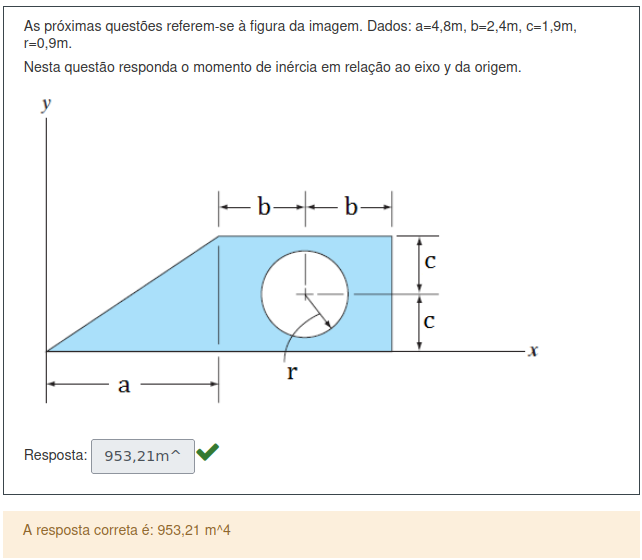 As próximas questões referem-se à figura da imagem. Dados: a=4,8m, b=2,4m, c=1,9m,
r=0,9m.
Nesta questão responda o momento de inércia em relação ao eixo y da origem.
y
b b
c
c
x
r
a
Resposta: 953,21m^
A resposta correta é: 953,21 m^4